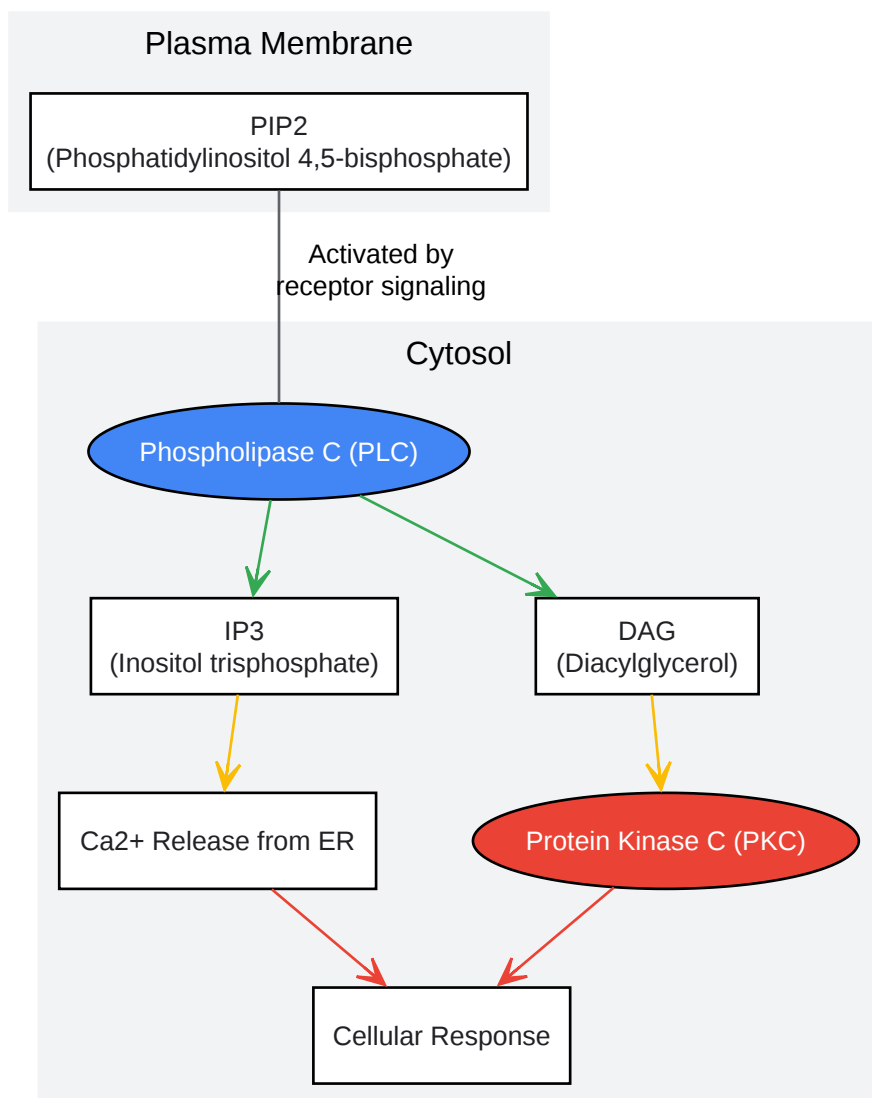 Plasma Membrane
PIP2
(Phosphatidylinositol 4,5-bisphosphate)
Activated by
receptor signaling
Cytosol
Phospholipase C (PLC)
IP3
(Inositol trisphosphate)
DAG
(Diacylglycerol)
Ca2+ Release from ER
Protein Kinase C (PKC)
Cellular Response